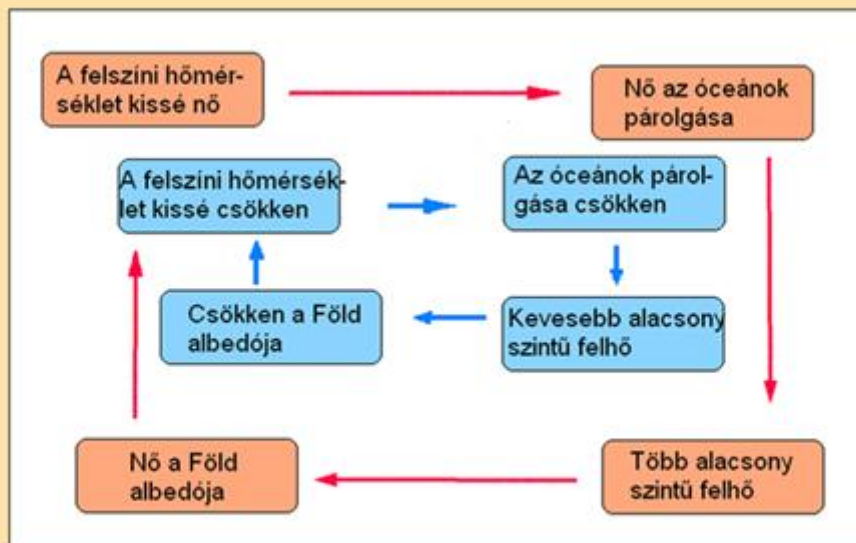 A felszíni hőmér-
séklet kissé nő
Nő az óceánok
párolgása
A felszíni hőmérsék-
let kissé csökken
Az óceánok párol-
gása csökken
Csökken a Föld
albedója
Kevesebb alacsony
szintű felhő
Nő a Föld
albedója
Több alacsony
szintű felhő